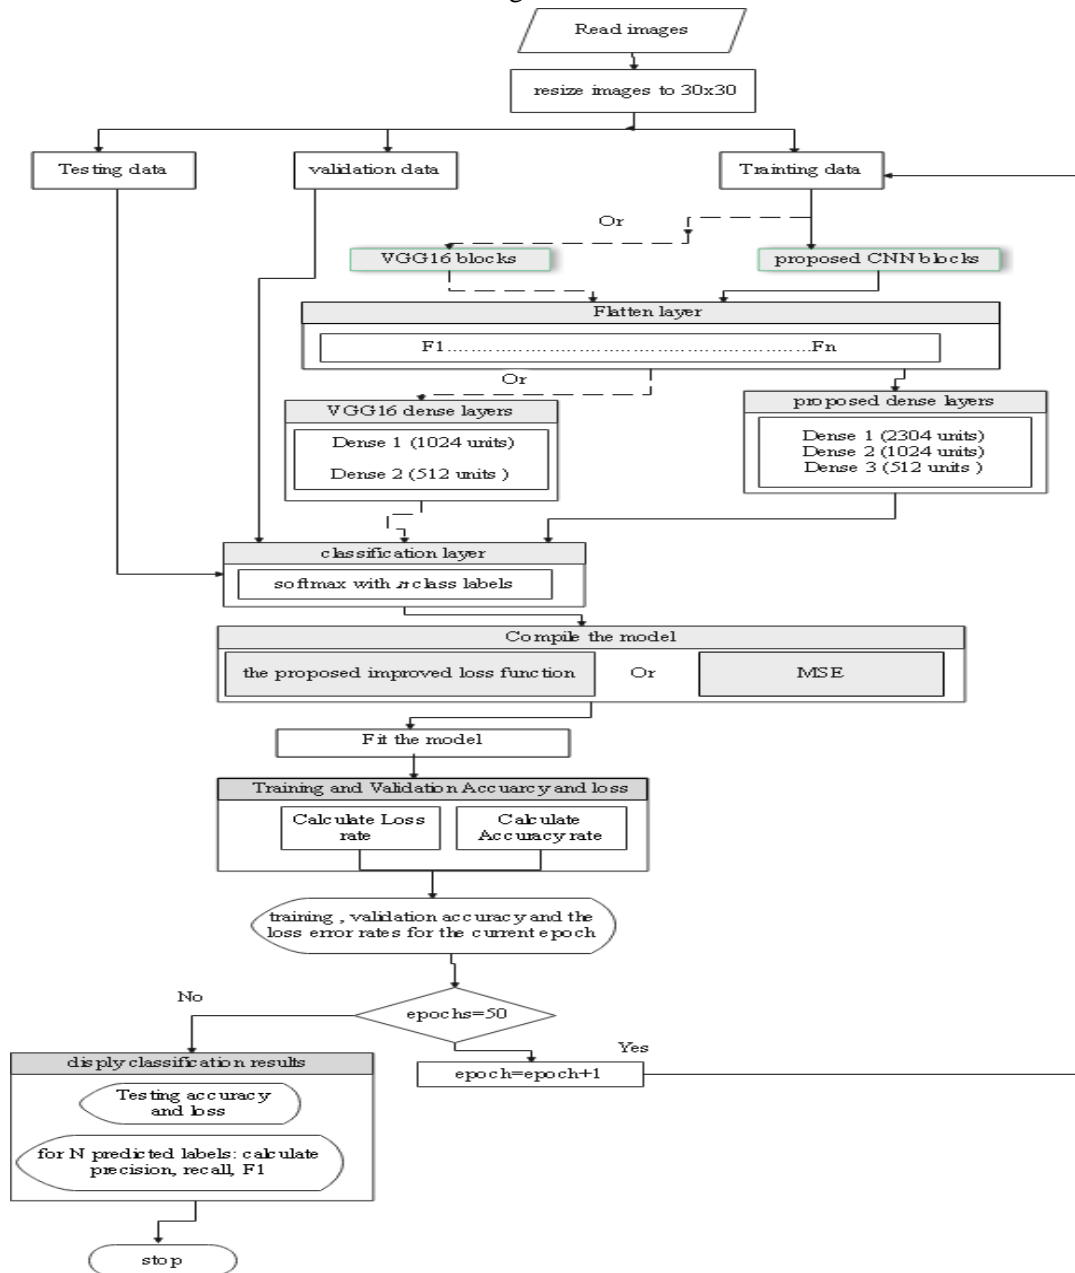 Read images
resize images to 30x30
Testing data
validation data
Trainting data
Or
VGG16 blocks
proposed CNN blocks
Flatten layer
F1.............................................................Fn
Or
VGG16 dense layers
Dense 1 (1024 units)
Dense 2 (512 units )
proposed dense layers
Dense 1 (2304 units)
Dense 2 (1024 units)
Dense 3 (512 units )
classification layer
softmax with n class labels
Compile the model
the proposed improved loss function
Or
MSE
Fit the model
Training and Validation Accuarcy and loss
Calculate Loss
rate
Calculate
Accuracy rate
training , validation accuracy and the
loss error rates for the current epoch
No
epochs=50
Yes
epoch=epoch+1
disply classification results
Testing accuracy
and loss
for N predicted labels: calculate
precision, recall, F1
stop